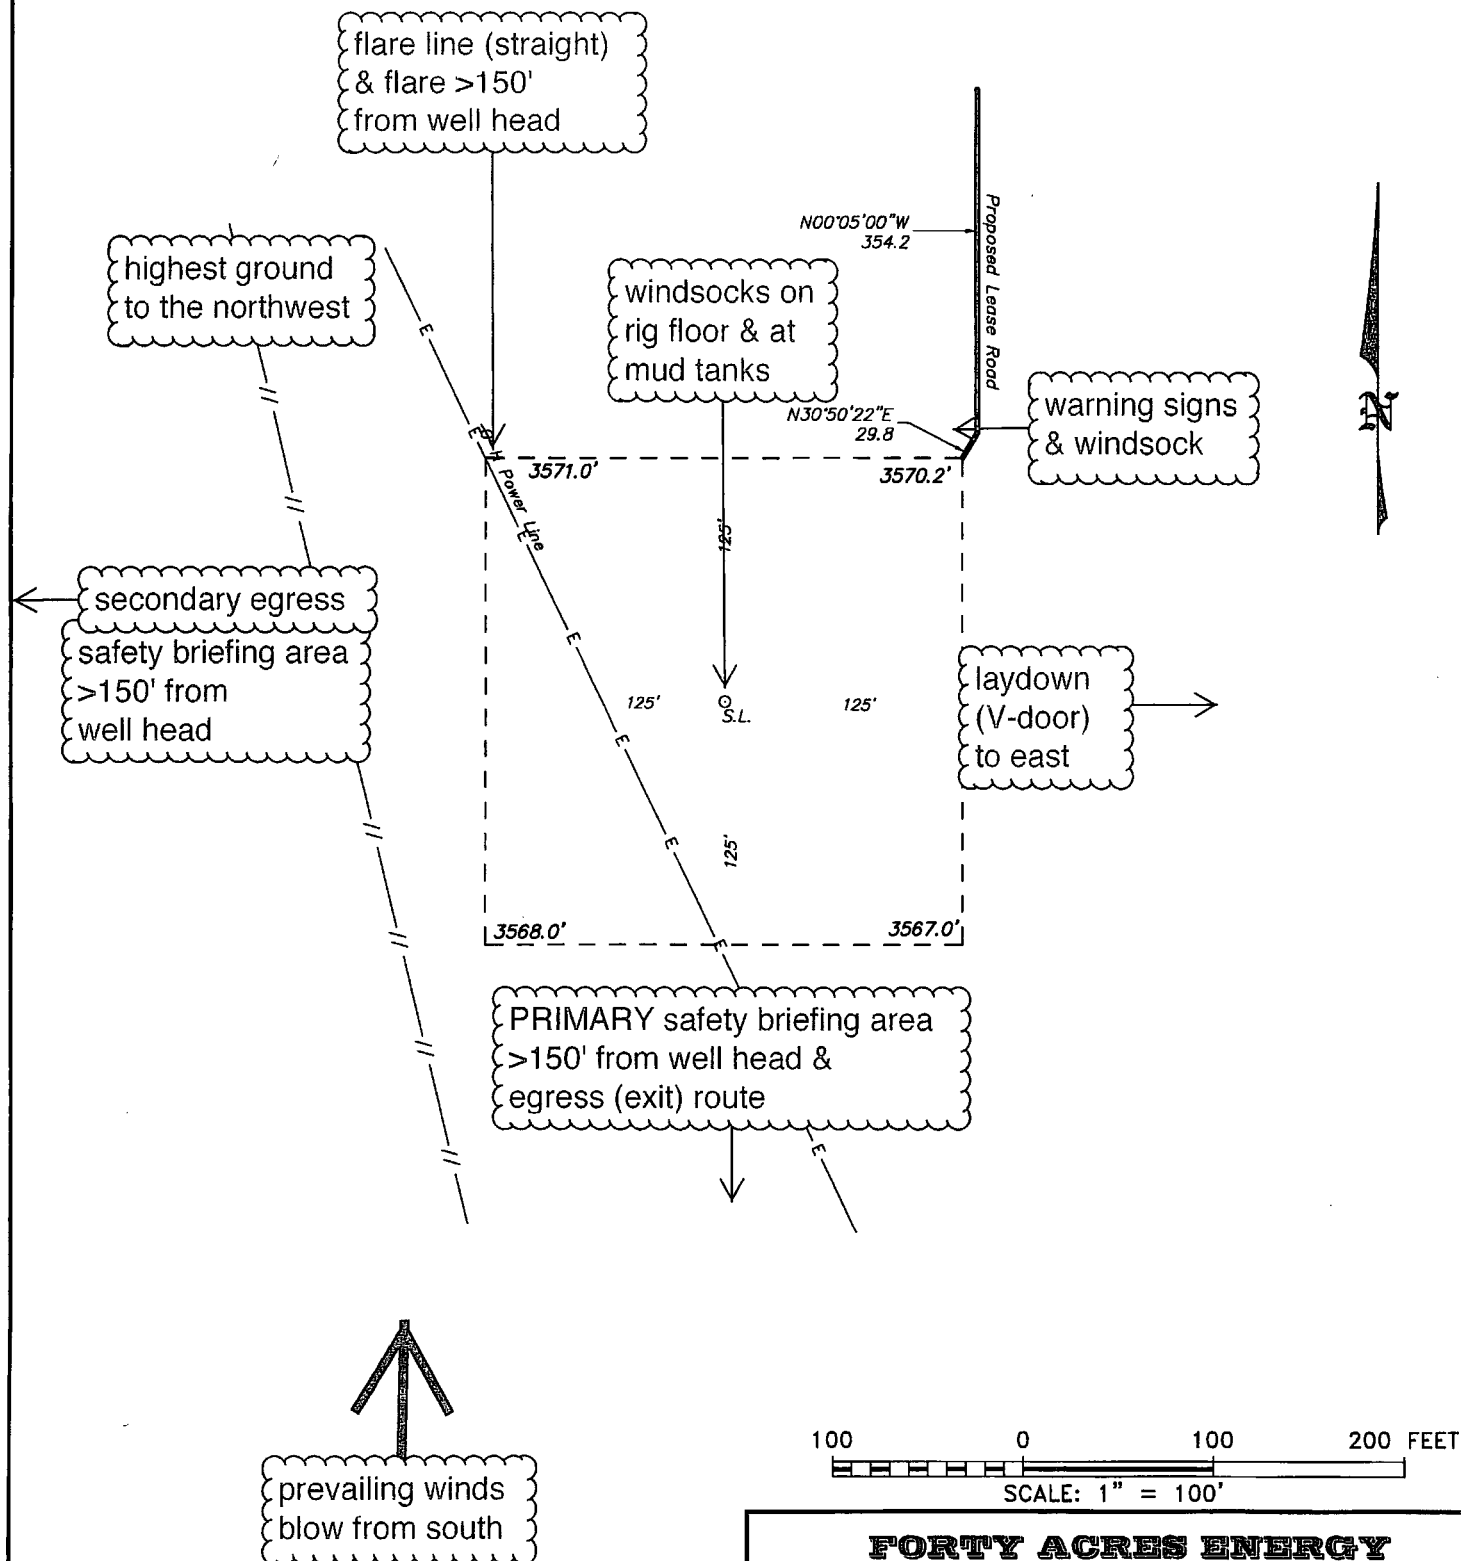 flare line (straight)
& flare >150'
from well head
highest ground
to the northwest
windsocks on
rig floor & at
mud tanks
N00°05'00"W
354.2
Proposed Lease Road
N30°50'22"E
29.8
warning signs
& windsock
N
E
E
O H Power Line
E
E
E
E
E
E
3571.0'
3570.2'
125'
secondary egress
safety briefing area
>150' from
well head
125'
S.L.
125'
laydown
(V-door)
to east
125'
3568.0'
3567.0'
PRIMARY safety briefing area
>150' from well head &
egress (exit) route
prevailing winds
blow from south
100 0 100 200 FEET
SCALE: 1" = 100'
FORTY ACRES ENERGY